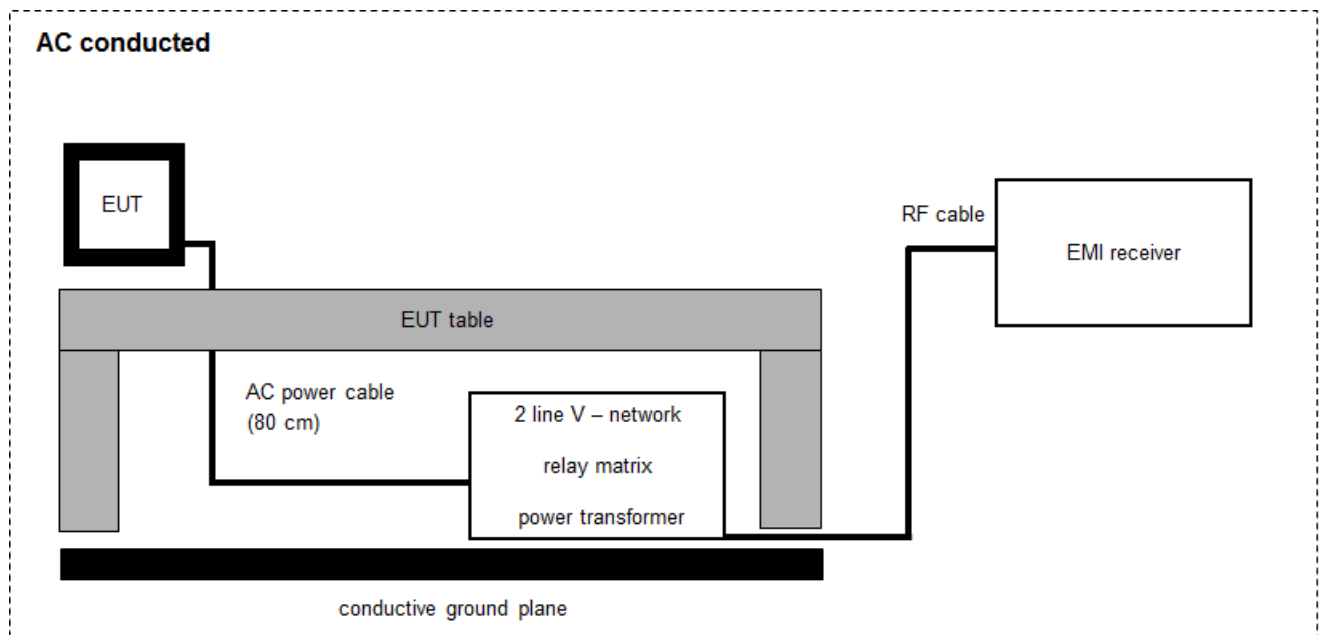 AC conducted
EUT
RF cable
EMI receiver
EUT table
AC power cable
(80 cm)
2 line V – network
relay matrix
power transformer
conductive ground plane